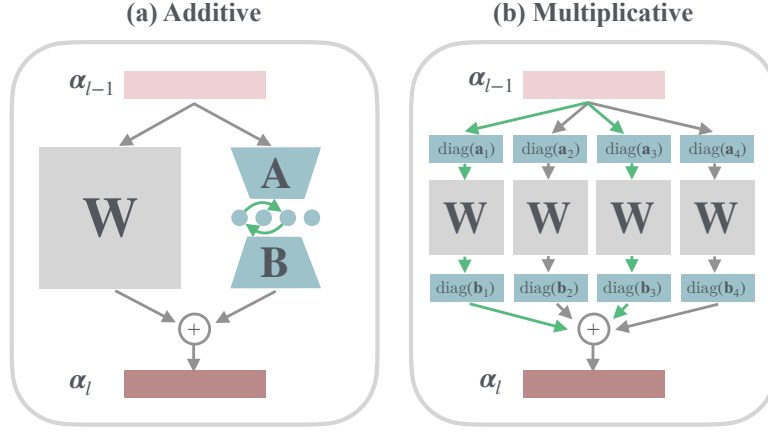 (a) Additive
α_{l−1}
W
A
B
+
α_l
(b) Multiplicative
α_{l−1}
diag(a_1) diag(a_2) diag(a_3) diag(a_4)
W W W W
diag(b_1) diag(b_2) diag(b_3) diag(b_4)
+
α_l